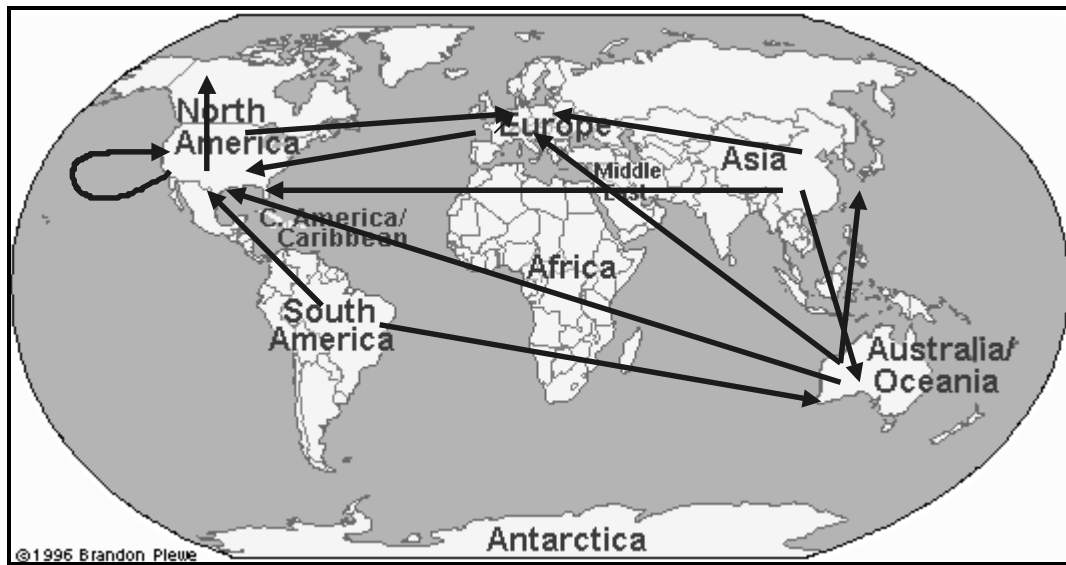 North
America
Europe
Asia
Middle
East
C. America/
Caribbean
Africa
South
America
Australia/
Oceania
Antarctica
©1996 Brandon Plewe